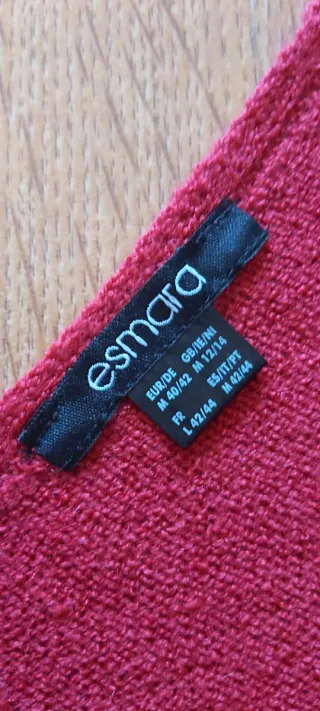 esmara
EUR/DE GB/IE/NI
M 40/42 M 12/14
FR ES/IT/PT
L 42/44 M 42/44